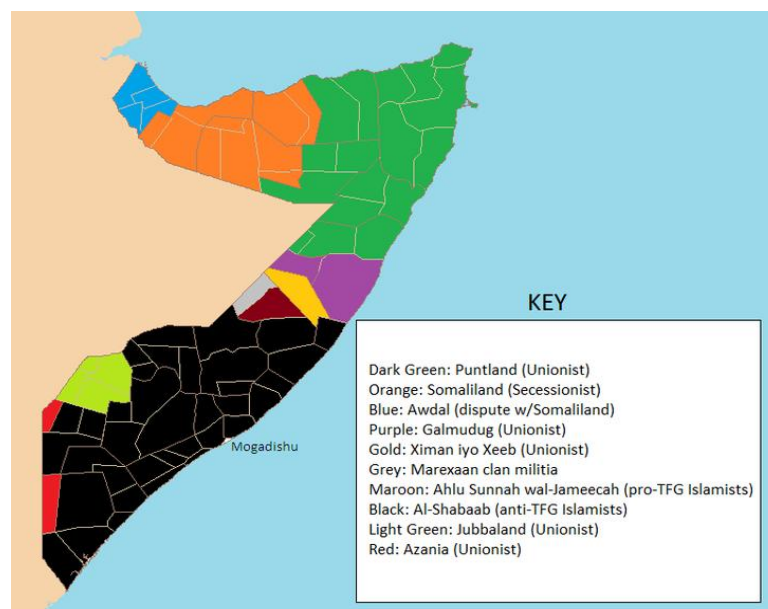 KEY
Dark Green: Puntland (Unionist)
Orange: Somaliland (Secessionist)
Blue: Awdal (dispute w/Somaliland)
Purple: Galmudug (Unionist)
Gold: Ximan iyo Xeeb (Unionist)
Grey: Marexaan clan militia
Maroon: Ahlu Sunnah wal-Jameecah (pro-TFG Islamists)
Black: Al-Shabaab (anti-TFG Islamists)
Light Green: Jubbaland (Unionist)
Red: Azania (Unionist)
Mogadishu